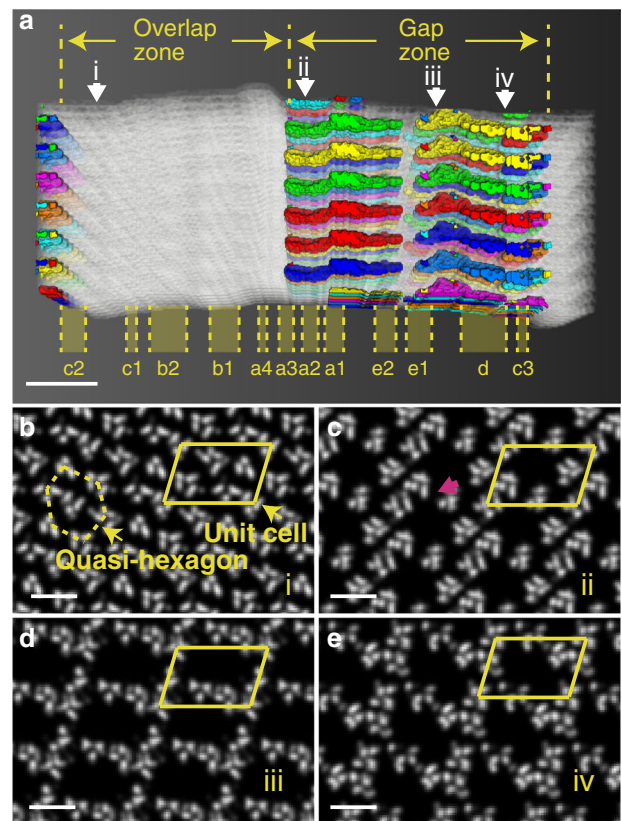 a
Overlap zone
Gap zone
i ii iii iv
c2 c1 b2 b1 a4 a3 a2 a1 e2 e1 d c3
b
Unit cell
Quasi-hexagon
i
c
ii
d
iii
e
iv